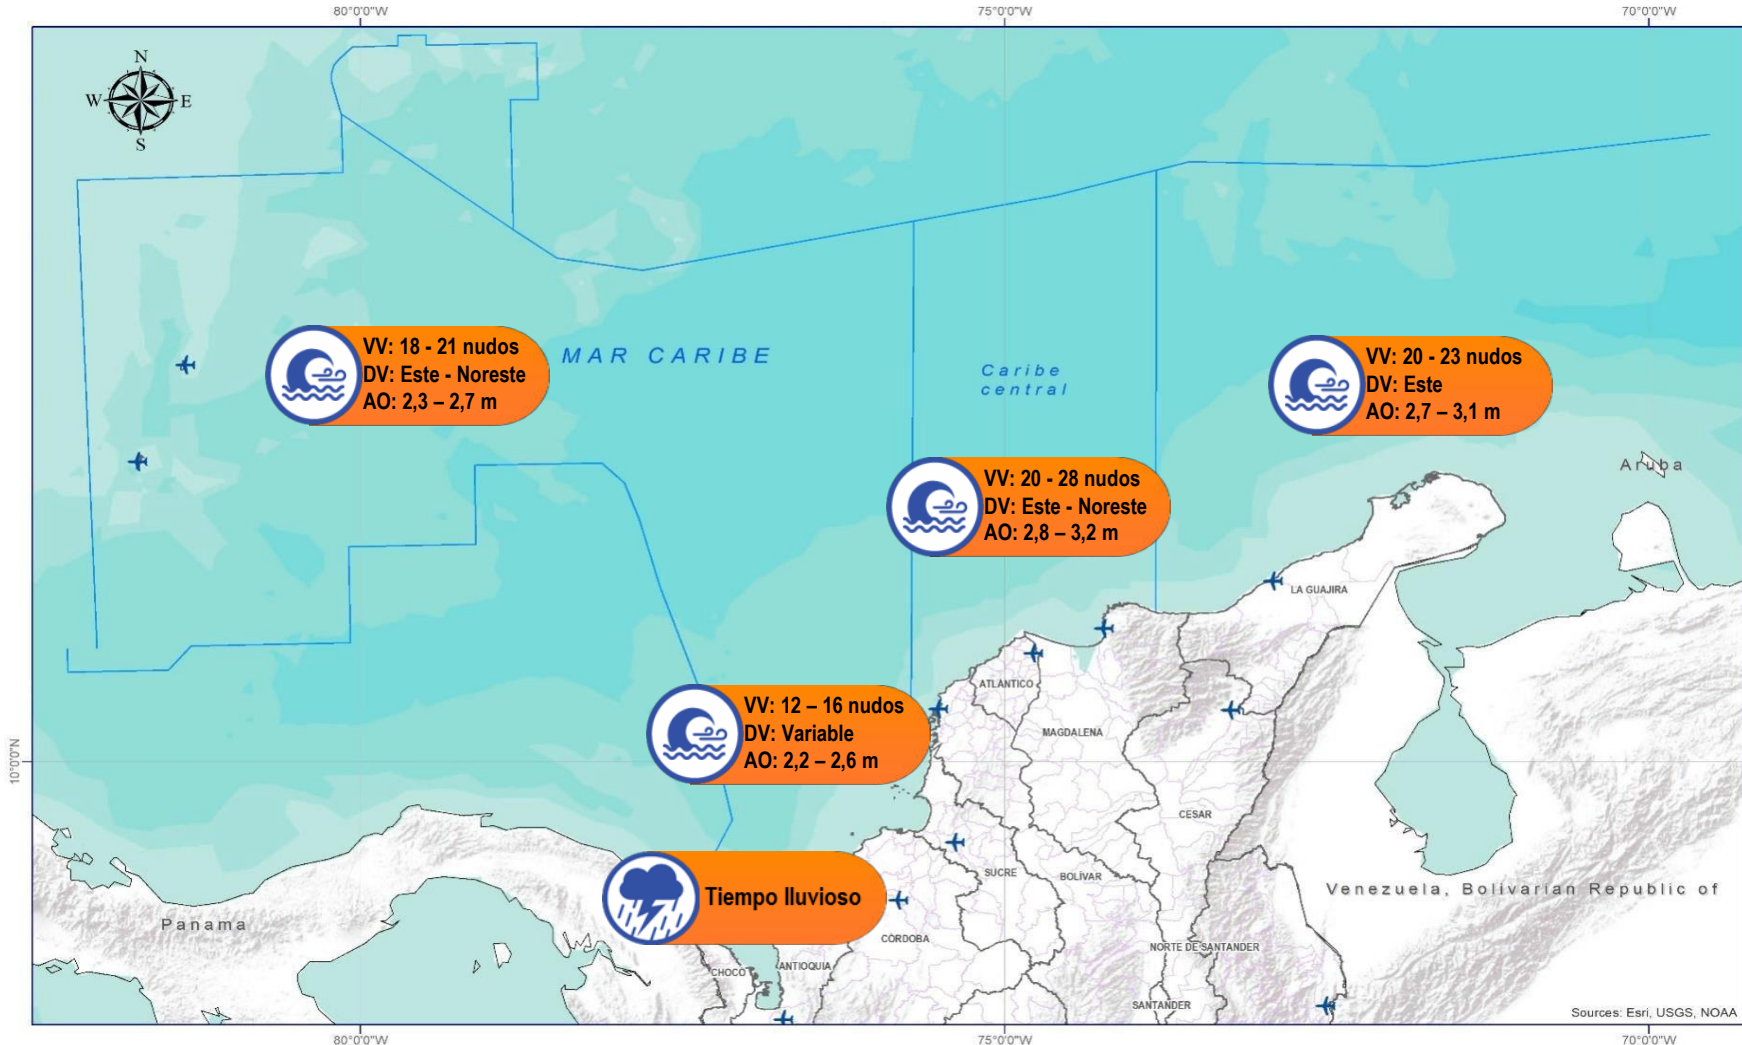 80°0'0"W
75°0'0"W
70°0'0"W
N
W
E
S
VV: 18 - 21 nudos
DV: Este - Noreste
AO: 2,3 – 2,7 m
MAR CARIBE
Caribe
central
VV: 20 - 23 nudos
DV: Este
AO: 2,7 – 3,1 m
Aruba
VV: 20 - 28 nudos
DV: Este - Noreste
AO: 2,8 – 3,2 m
LA GUAJIRA
ATLÁNTICO
VV: 12 – 16 nudos
DV: Variable
AO: 2,2 – 2,6 m
MAGDALENA
10°0'0"N
CESAR
SUCRE
BOLÍVAR
Venezuela, Bolivarian Republic of
Tiempo lluvioso
Panama
CÓRDOBA
NORTE DE SANTANDER
CHOCÓ
ANTIOQUIA
SANTANDER
Sources: Esri, USGS, NOAA
80°0'0"W
75°0'0"W
70°0'0"W